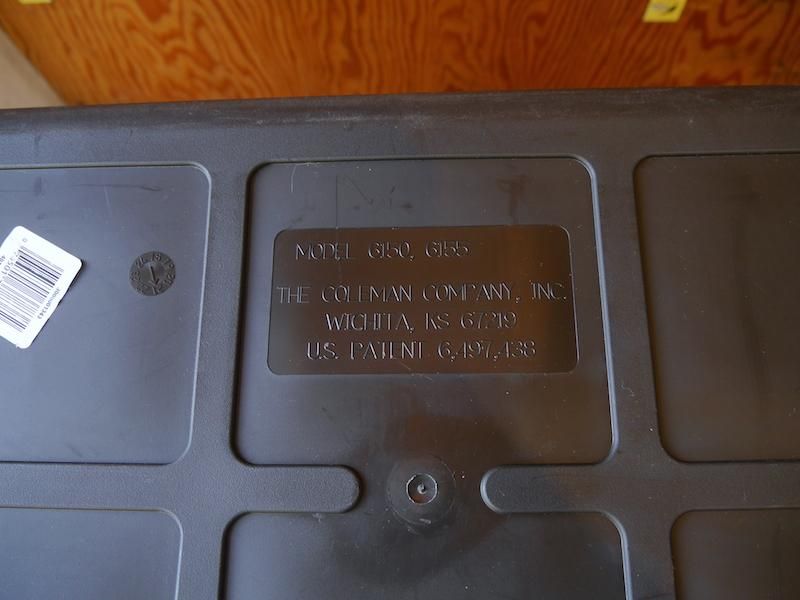 MODEL 6150, 6155
THE COLEMAN COMPANY, INC.
WICHITA, KS 67219
U.S. PATENT 6,497,438